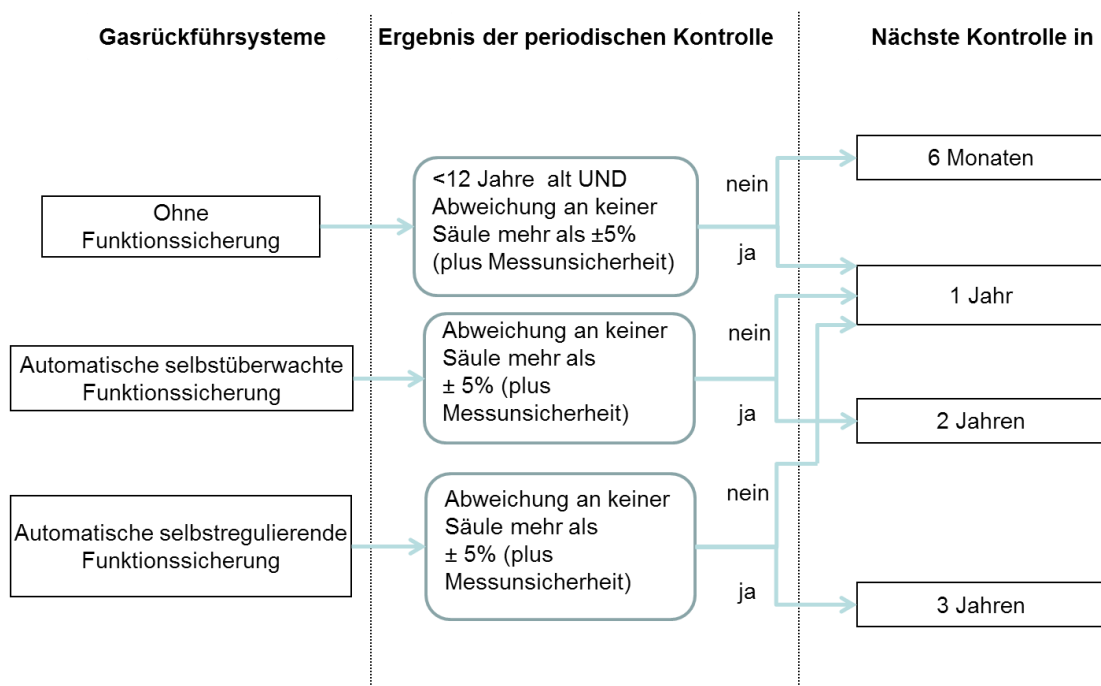 Gasrückführsysteme
Ergebnis der periodischen Kontrolle
Nächste Kontrolle in
Ohne
Funktionssicherung
<12 Jahre alt UND
Abweichung an keiner
Säule mehr als ±5%
(plus Messunsicherheit)
nein
ja
6 Monaten
1 Jahr
Automatische selbstüberwachte
Funktionssicherung
Abweichung an keiner
Säule mehr als
± 5% (plus
Messunsicherheit)
nein
ja
2 Jahren
Automatische selbstregulierende
Funktionssicherung
Abweichung an keiner
Säule mehr als
± 5% (plus
Messunsicherheit)
nein
ja
3 Jahren